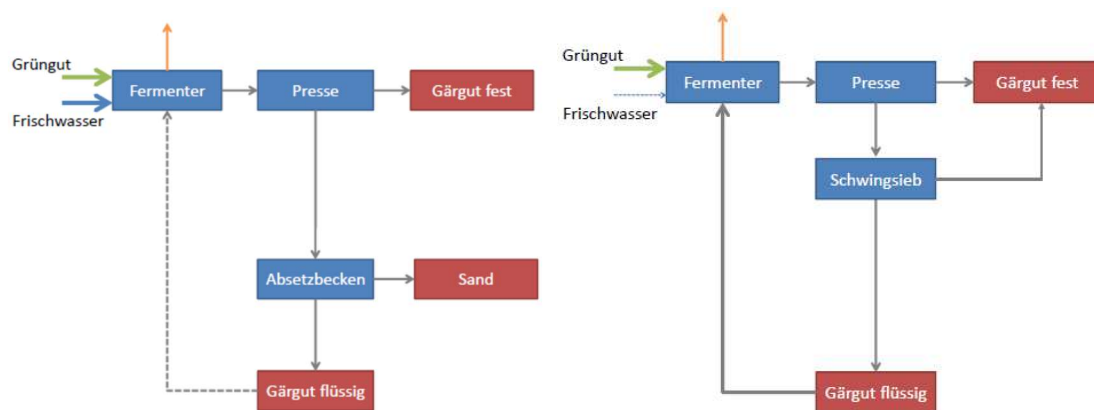 Grüngut
Fermenter
Presse
Gärgut fest
Frischwasser
Absetzbecken
Sand
Gärgut flüssig
Grüngut
Fermenter
Presse
Gärgut fest
Frischwasser
Schwingsieb
Gärgut flüssig